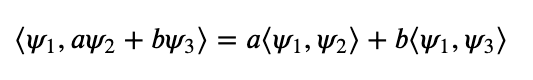 ⟨ψ₁, aψ₂ + bψ₃⟩ = a⟨ψ₁, ψ₂⟩ + b⟨ψ₁, ψ₃⟩